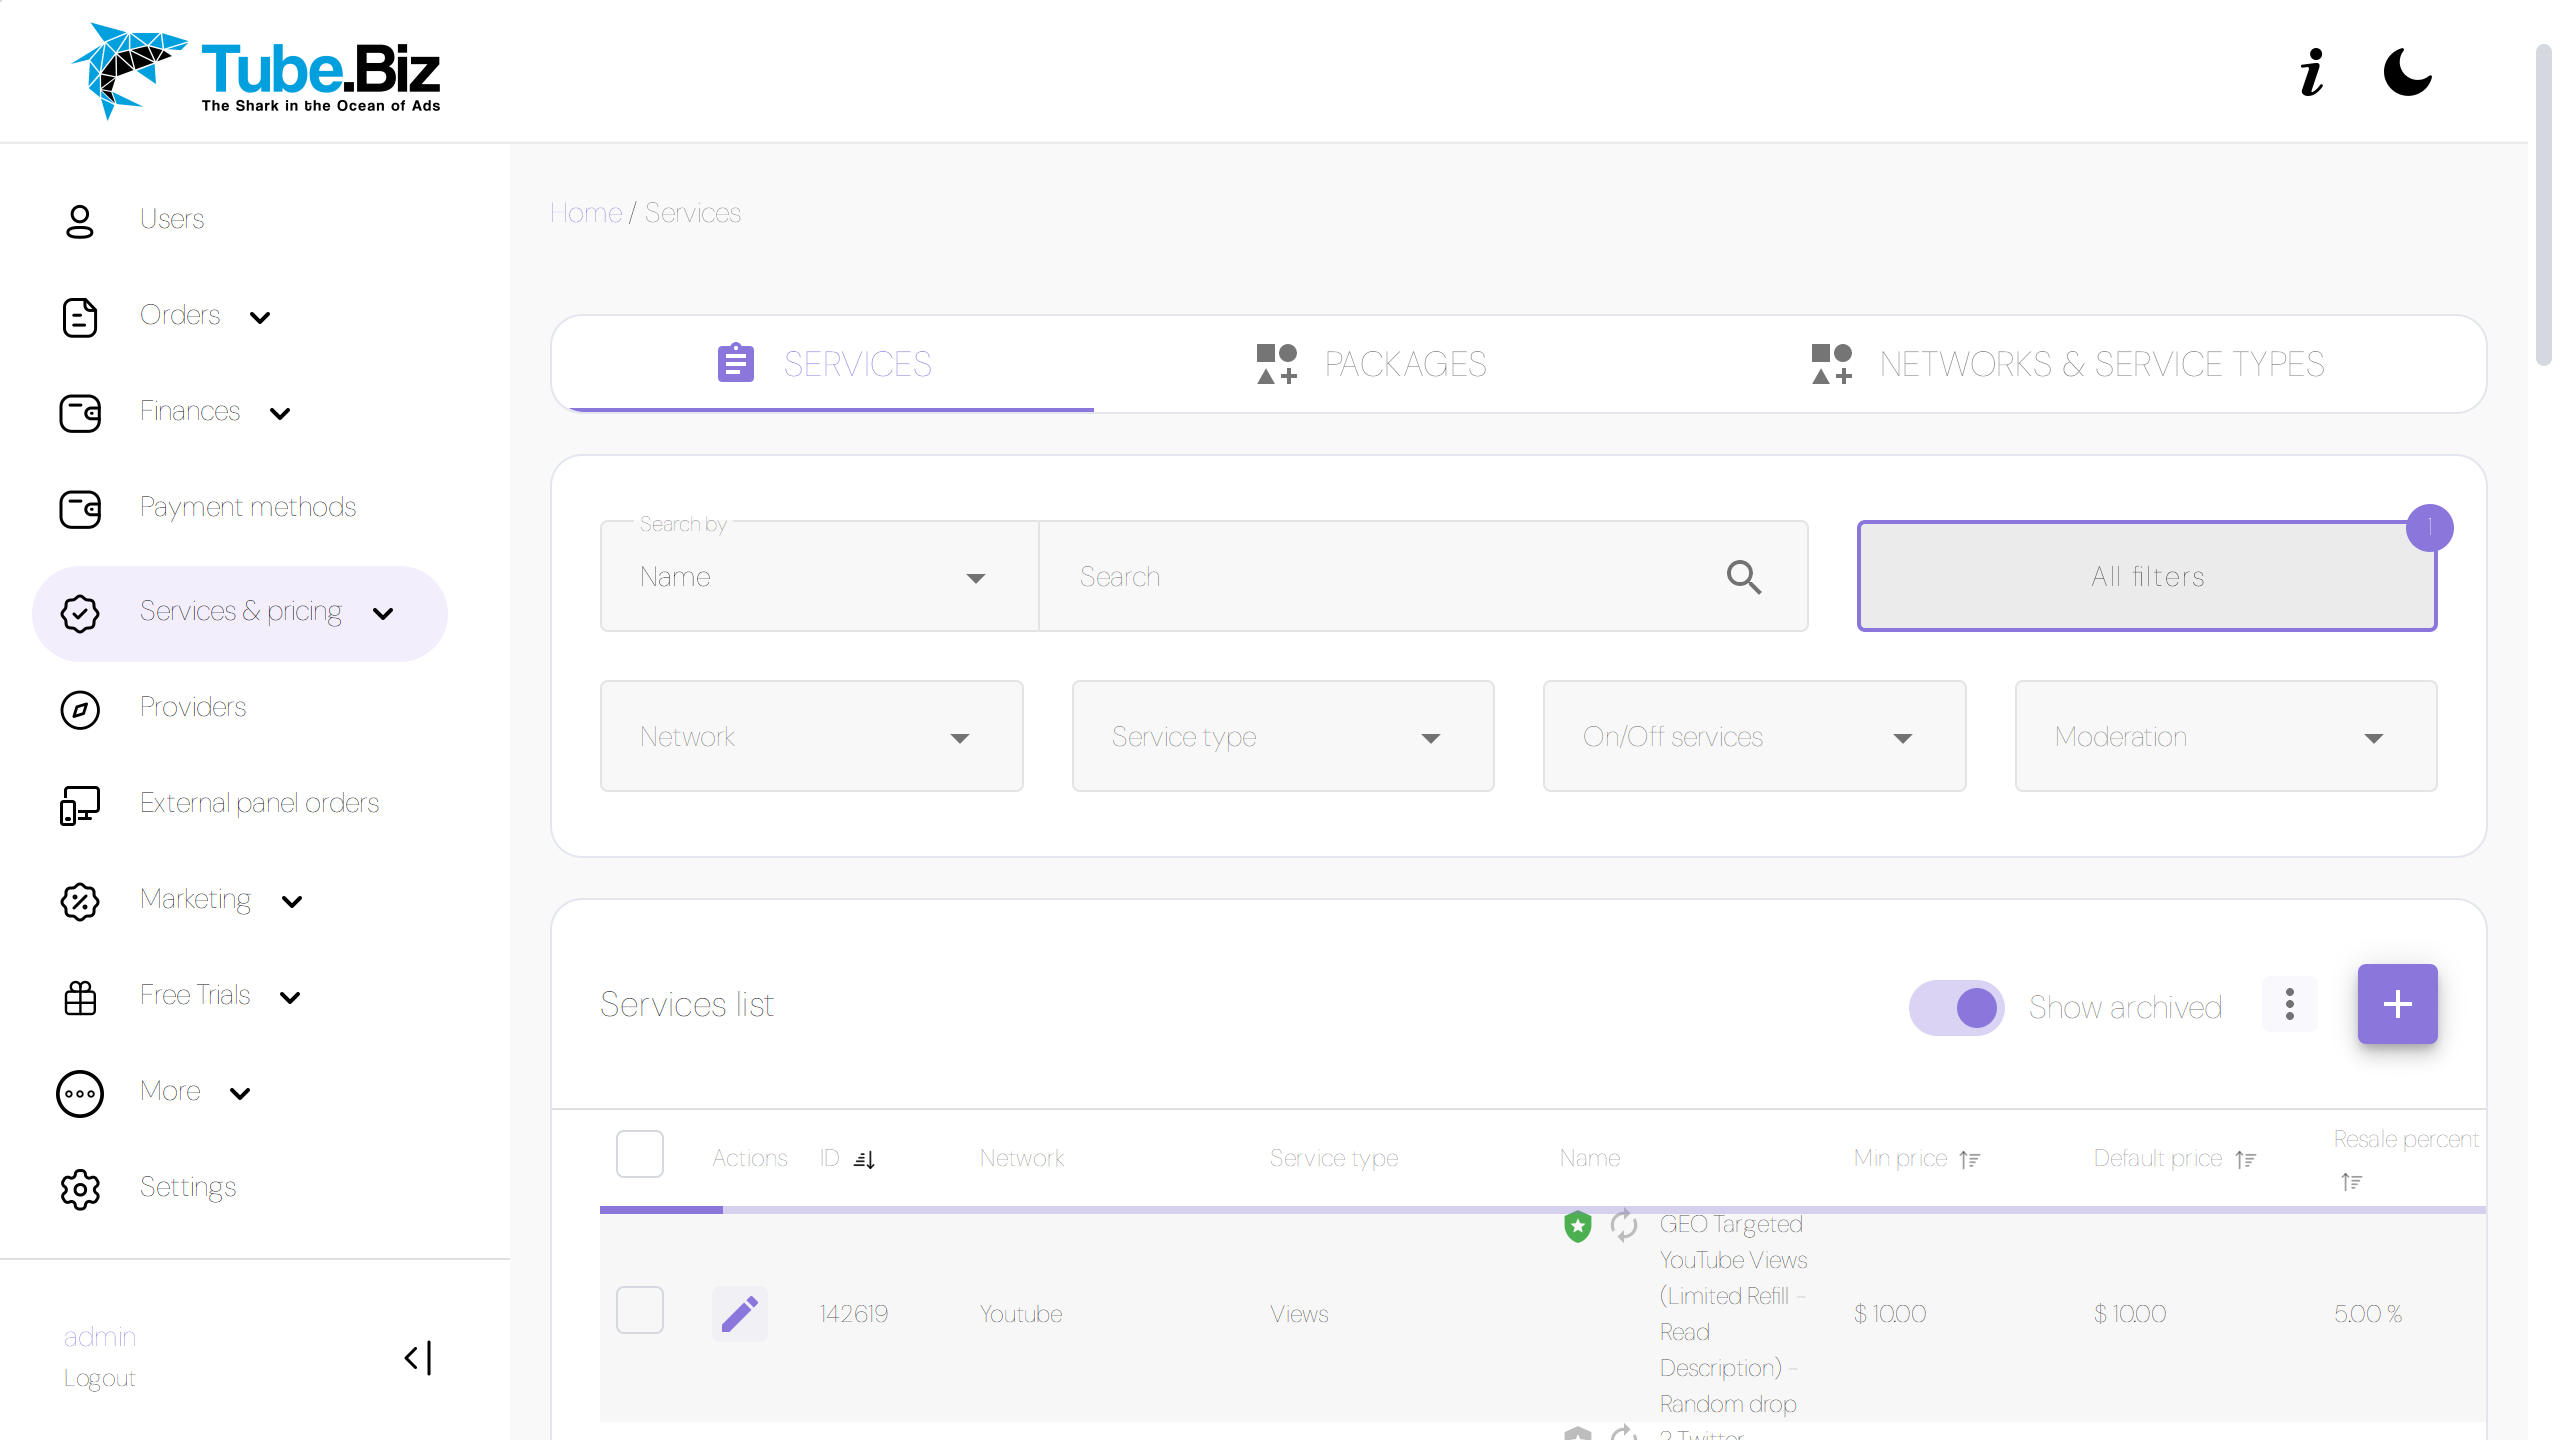 Tube.Biz
The Shark in the Ocean of Ads
Users
Orders
Finances
Payment methods
Services & pricing
Providers
External panel orders
Marketing
Free Trials
More
Settings
admin
Logout
Home / Services
SERVICES
PACKAGES
NETWORKS & SERVICE TYPES
Search by
Name
Search
All filters
1
Network
Service type
On/Off services
Moderation
Services list
Show archived
Actions
ID
Network
Service type
Name
Min price
Default price
Resale percent
142619
Youtube
Views
GEO Targeted
YouTube Views
(Limited Refill -
Read
Description) -
Random drop
$ 10.00
$ 10.00
5.00 %
2 Twitter